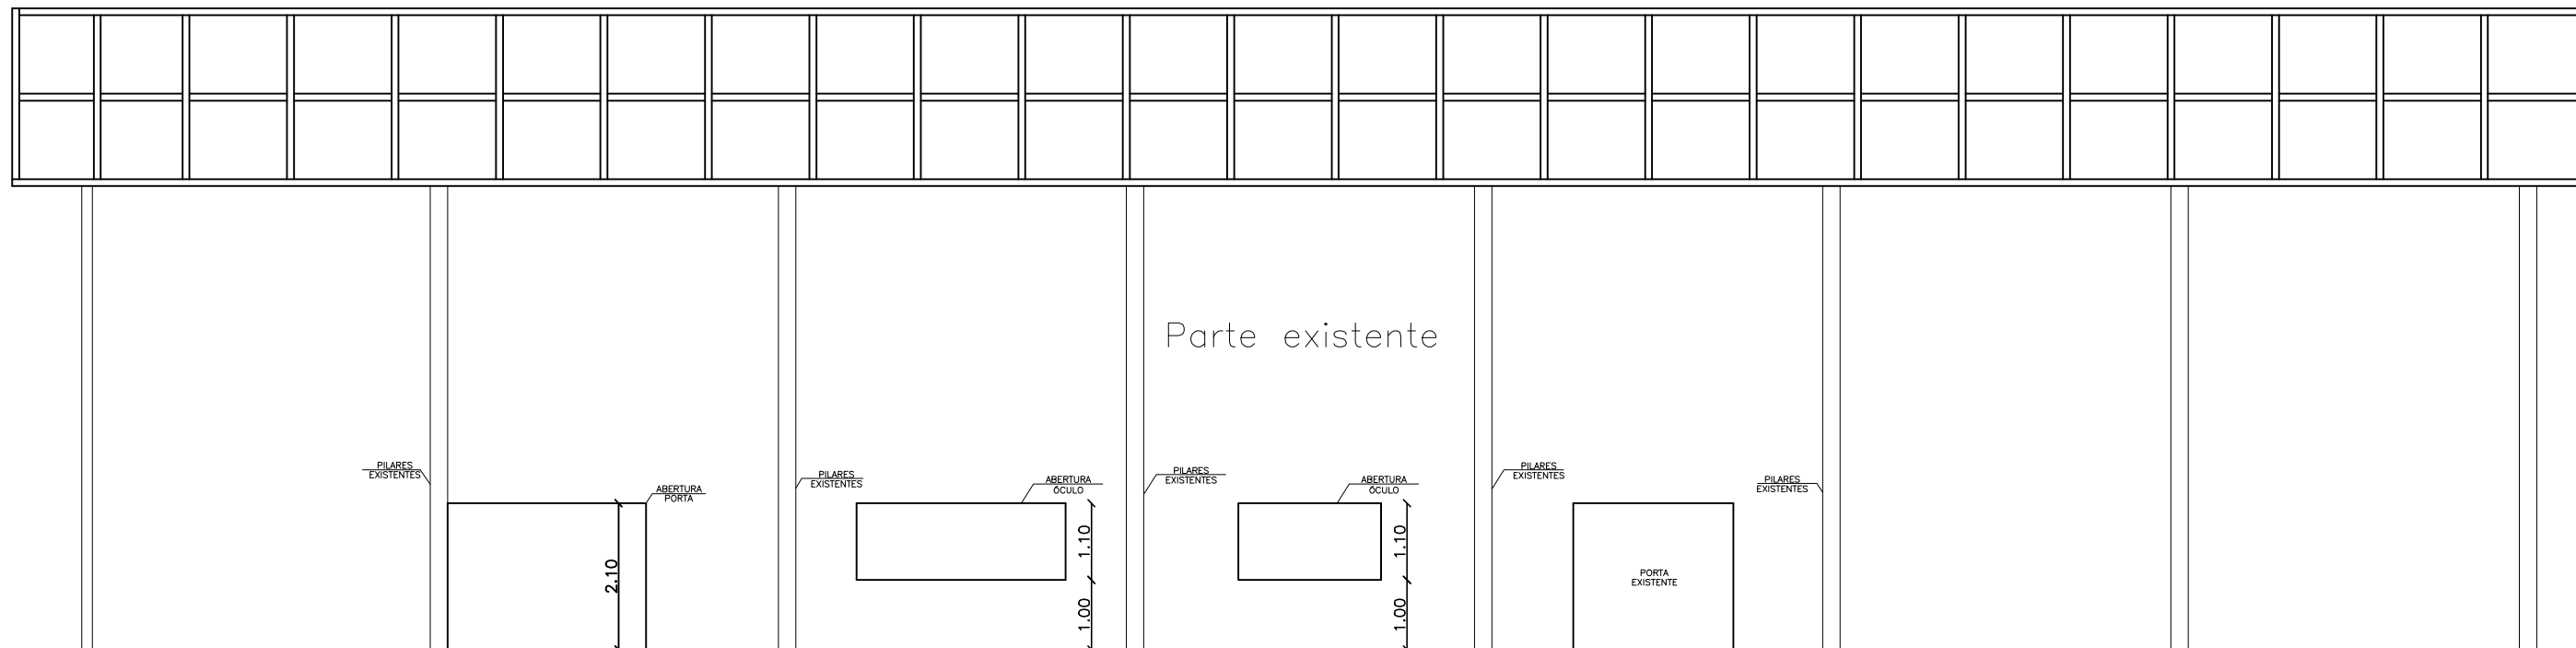 Parte existente
PILARES
EXISTENTES
ABERTURA
PORTA
PILARES
EXISTENTES
ABERTURA
ÓCULO
PILARES
EXISTENTES
ABERTURA
ÓCULO
PILARES
EXISTENTES
PILARES
EXISTENTES
2.10
1.10
1.00
1.10
1.00
PORTA
EXISTENTE